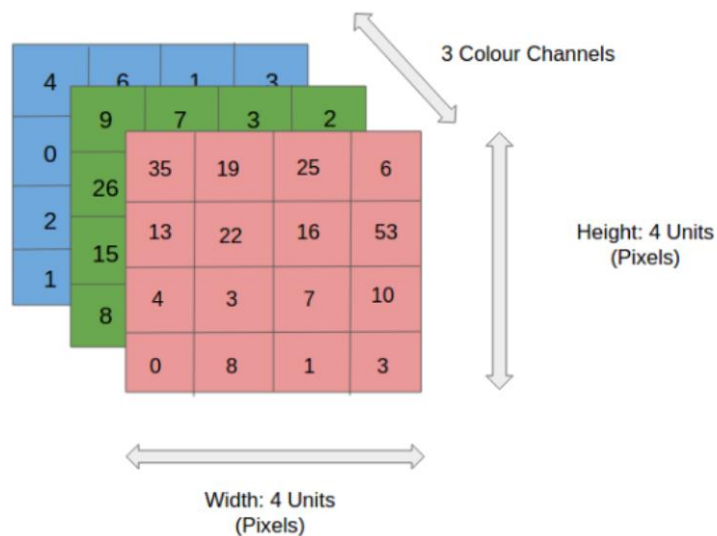 3 Colour Channels
4 6 1 3
9 7 3 2
35 19 25 6
0
26
13 22 16 53
Height: 4 Units
(Pixels)
2
15
4 3 7 10
1
8
0 8 1 3
Width: 4 Units
(Pixels)